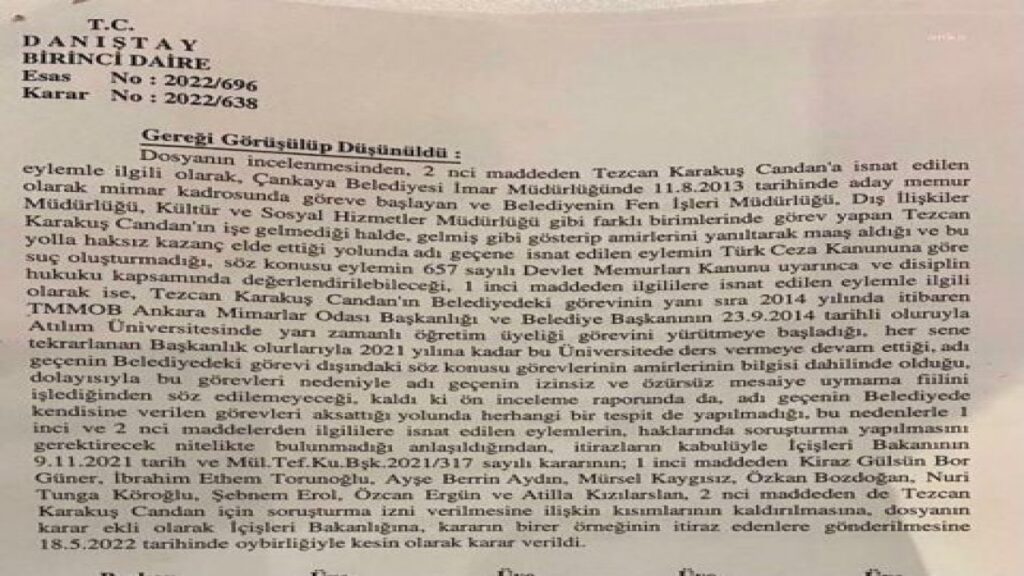 T.C.
DANIŞTAY
BİRİNCİ DAİRE
Esas No : 2022/696
Karar No : 2022/638
Gereği Görüşülüp Düşünüldü :
Dosyanın incelenmesinden, 2 nci maddeden Tezcan Karakuş Candan'a isnat edilen
eylemle ilgili olarak, Çankaya Belediyesi İmar Müdürlüğünde 11.8.2013 tarihinde aday memur
olarak mimar kadrosunda göreve başlayan ve Belediyenin Fen İşleri Müdürlüğü, Dış İlişkiler
Müdürlüğü, Kültür ve Sosyal Hizmetler Müdürlüğü gibi farklı birimlerinde görev yapan Tezcan
Karakuş Candan'ın işe gelmediği halde, gelmiş gibi gösterip amirlerini yanıltarak maaş aldığı ve bu
yolla haksız kazanç elde ettiği yolunda adı geçene isnat edilen eylemin Türk Ceza Kanununa göre
suç oluşturmadığı, söz konusu eylemin 657 sayılı Devlet Memurları Kanunu uyarınca ve disiplin
hukuku kapsamında değerlendirilebileceği, 1 inci maddeden ilgililere isnat edilen eylemle ilgili
olarak ise, Tezcan Karakuş Candan'ın Belediyedeki görevinin yanı sıra 2014 yılında itibaren
TMMOB Ankara Mimarlar Odası Başkanlığı ve Belediye Başkanının 23.9.2014 tarihli oluruyla
Atılım Üniversitesinde yarı zamanlı öğretim üyeliği görevini yürütmeye başladığı, her sene
tekrarlanan Başkanlık olurlarıyla 2021 yılına kadar bu Üniversitede ders vermeye devam ettiği, adı
geçenin Belediyedeki görevi dışındaki söz konusu görevlerinin amirlerinin bilgisi dahilinde olduğu,
dolayısıyla bu görevleri nedeniyle adı geçenin izinsiz ve özürsüz mesaiye uymama fiilini
işlediğinden söz edilemeyeceği, kaldı ki ön inceleme raporunda da, adı geçenin Belediyede
kendisine verilen görevleri aksattığı yolunda herhangi bir tespit de yapılmadığı, bu nedenlerle 1
inci ve 2 nci maddelerden ilgililere isnat edilen eylemlerin, haklarında soruşturma yapılmasını
gerektirecek nitelikte bulunmadığı anlaşıldığından, itirazların kabulüyle İçişleri Bakanının
9.11.2021 tarih ve Mül.Tef.Ku.Bşk.2021/317 sayılı kararının; 1 inci maddeden Kiraz Gülsün Bor
Güner, İbrahim Ethem Torunoğlu, Ayşe Berrin Aydın, Mürsel Kaygısız, Özkan Bozdoğan, Nuri
Tunga Köroğlu, Şebnem Erol, Özcan Ergün ve Atilla Kızılarslan, 2 nci maddeden de Tezcan
Karakuş Candan için soruşturma izni verilmesine ilişkin kısımlarının kaldırılmasına, dosyanın
karar ekli olarak İçişleri Bakanlığına, kararın birer örneğinin itiraz edenlere gönderilmesine
18.5.2022 tarihinde oybirliğiyle kesin olarak karar verildi.